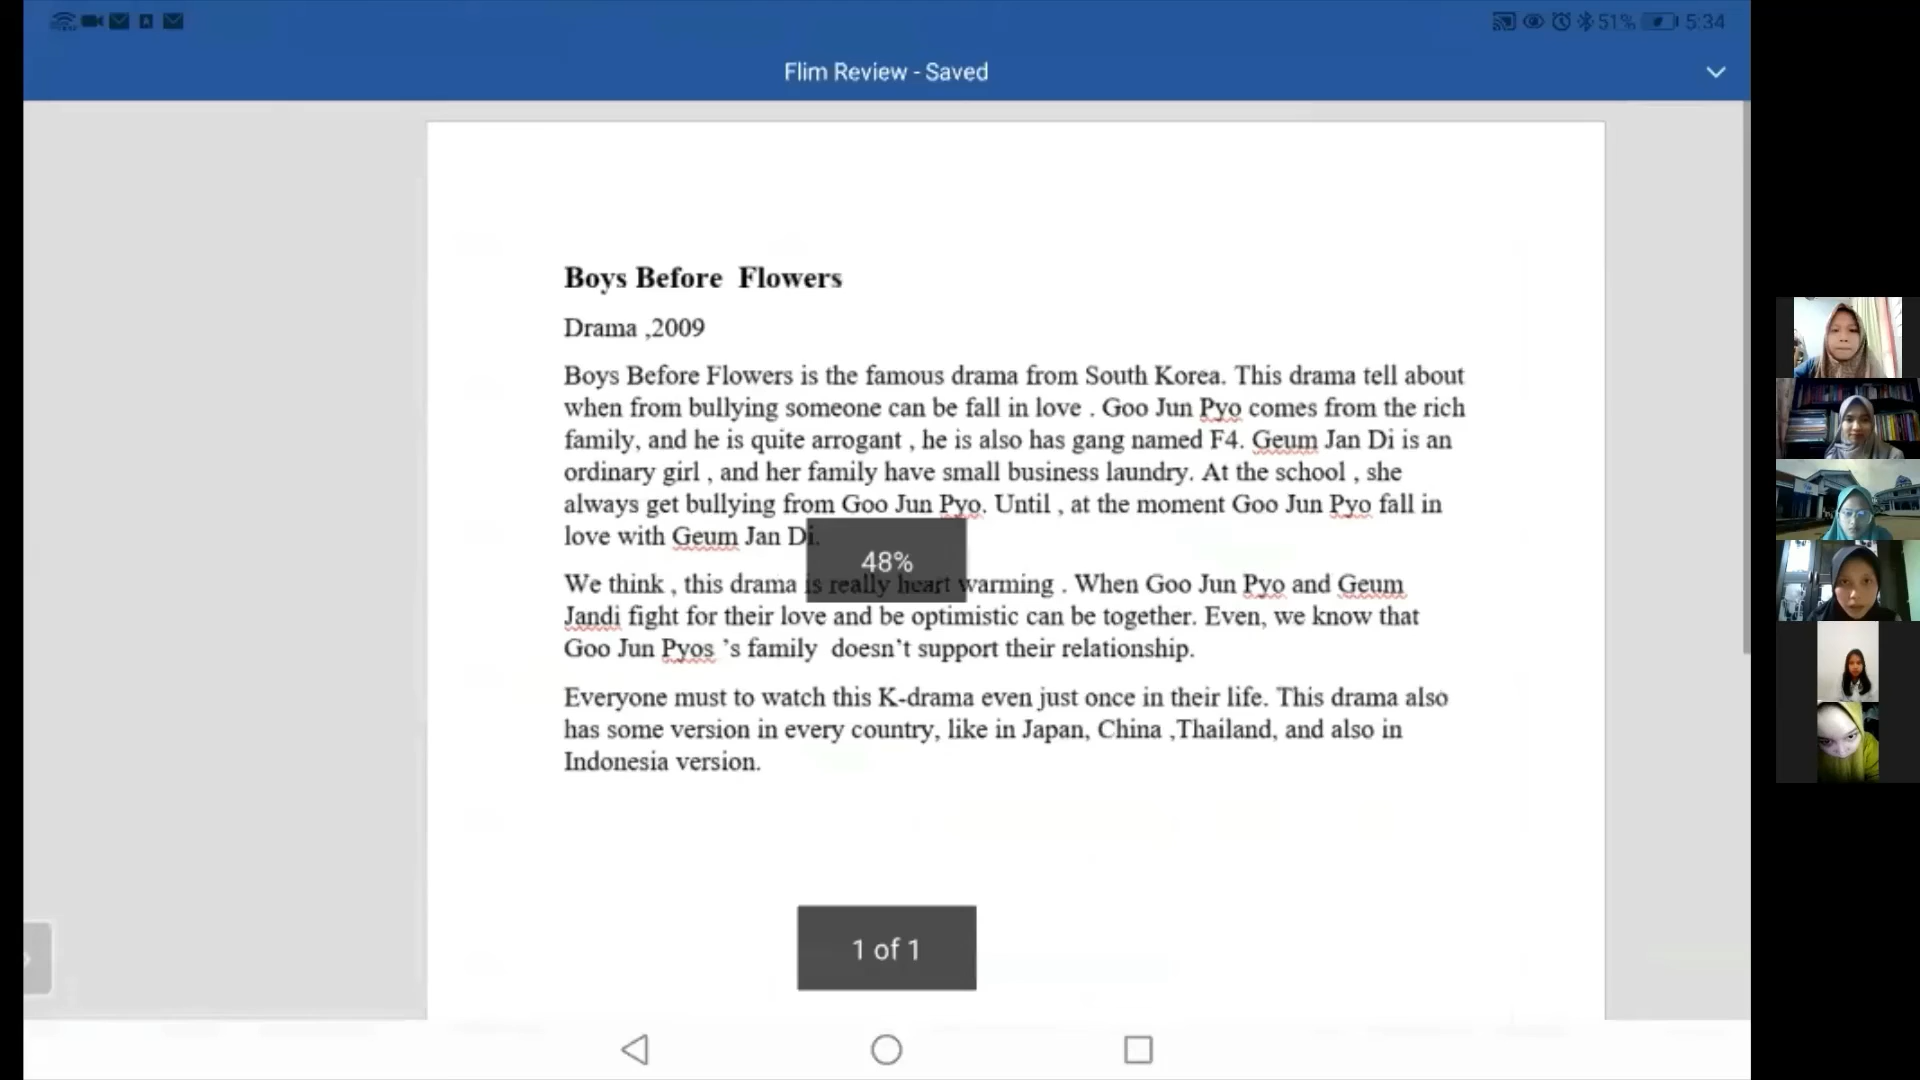 51% 5:34
Flim Review - Saved
Boys Before Flowers
Drama ,2009
Boys Before Flowers is the famous drama from South Korea. This drama tell about
when from bullying someone can be fall in love . Goo Jun Pyo comes from the rich
family, and he is quite arrogant , he is also has gang named F4. Geum Jan Di is an
ordinary girl , and her family have small business laundry. At the school , she
always get bullying from Goo Jun Pyo. Until , at the moment Goo Jun Pyo fall in
love with Geum Jan Di.
48%
We think , this drama is really heart warming . When Goo Jun Pyo and Geum
Jandi fight for their love and be optimistic can be together. Even, we know that
Goo Jun Pyos ’s family doesn’t support their relationship.
Everyone must to watch this K-drama even just once in their life. This drama also
has some version in every country, like in Japan, China ,Thailand, and also in
Indonesia version.
1 of 1